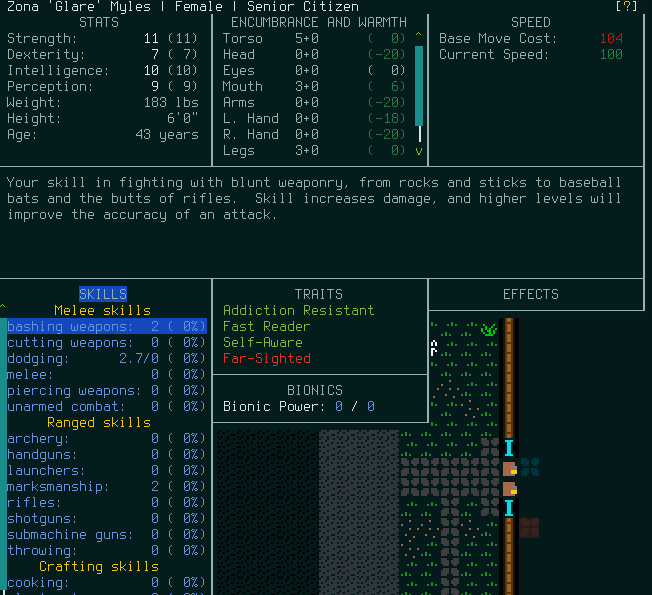 Zona 'Glare' Myles | Female | Senior Citizen [?]
STATS ENCUMBRANCE AND WARMTH SPEED
Strength: 11 (11) Torso 5+0 ( 0) ^ Base Move Cost: 104
Dexterity: 7 ( 7) Head 0+0 (-20) Current Speed: 100
Intelligence: 10 (10) Eyes 0+0 ( 0)
Perception: 9 ( 9) Mouth 3+0 ( 6)
Weight: 183 lbs Arms 0+0 (-20)
Height: 6'0" L. Hand 0+0 (-18)
Age: 43 years R. Hand 0+0 (-20)
Legs 3+0 ( 0) v
Your skill in fighting with blunt weaponry, from rocks and sticks to baseball
bats and the butts of rifles.  Skill increases damage, and higher levels will
improve the accuracy of an attack.
SKILLS TRAITS EFFECTS
^ Melee skills Addiction Resistant
bashing weapons: 2 ( 0%) Fast Reader
cutting weapons: 0 ( 0%) Self-Aware
dodging: 2.7/0 ( 0%) Far-Sighted
melee: 0 ( 0%)
piercing weapons: 0 ( 0%) BIONICS
unarmed combat: 0 ( 0%) Bionic Power: 0 / 0
Ranged skills
archery: 0 ( 0%)
handguns: 0 ( 0%)
launchers: 0 ( 0%)
marksmanship: 2 ( 0%)
rifles: 0 ( 0%)
shotguns: 0 ( 0%)
submachine guns: 0 ( 0%)
throwing: 0 ( 0%)
Crafting skills
cooking: 0 ( 0%)